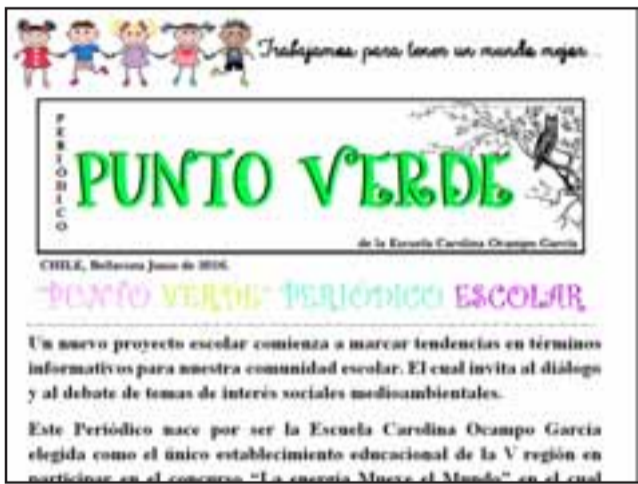 Trabajamos para tener un mundo mejor...
PERIÓDICO
PUNTO VERDE
de la Escuela Carolina Ocampo García
CHILE, Bellavista Junio de 2016.
"PUNTO VERDE" PERIÓDICO ESCOLAR
Un nuevo proyecto escolar comienza a marcar tendencias en términos
informativos para nuestra comunidad escolar. El cual invita al diálogo
y al debate de temas de interés sociales medioambientales.
Este Periódico nace por ser la Escuela Carolina Ocampo García
elegida como el único establecimiento educacional de la V región en
participar en el concurso "La energía Mueve el Mundo" en el cual